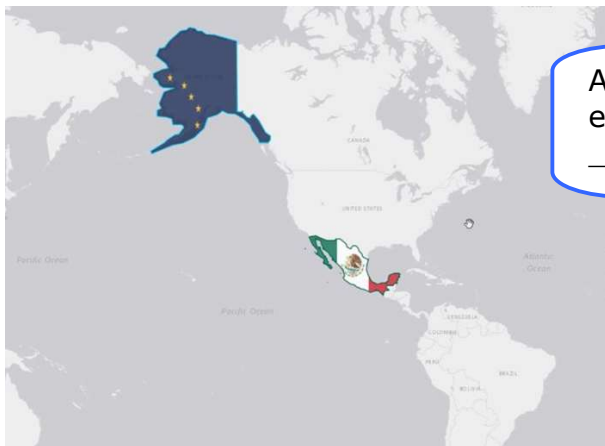 CANADA
A
e
_
UNITED STATES
Pacific Ocean
Atlantic
Ocean
Pacific Ocean
VENEZUELA
COLOMBIA
PERU
BRAZIL
BOLIVIA